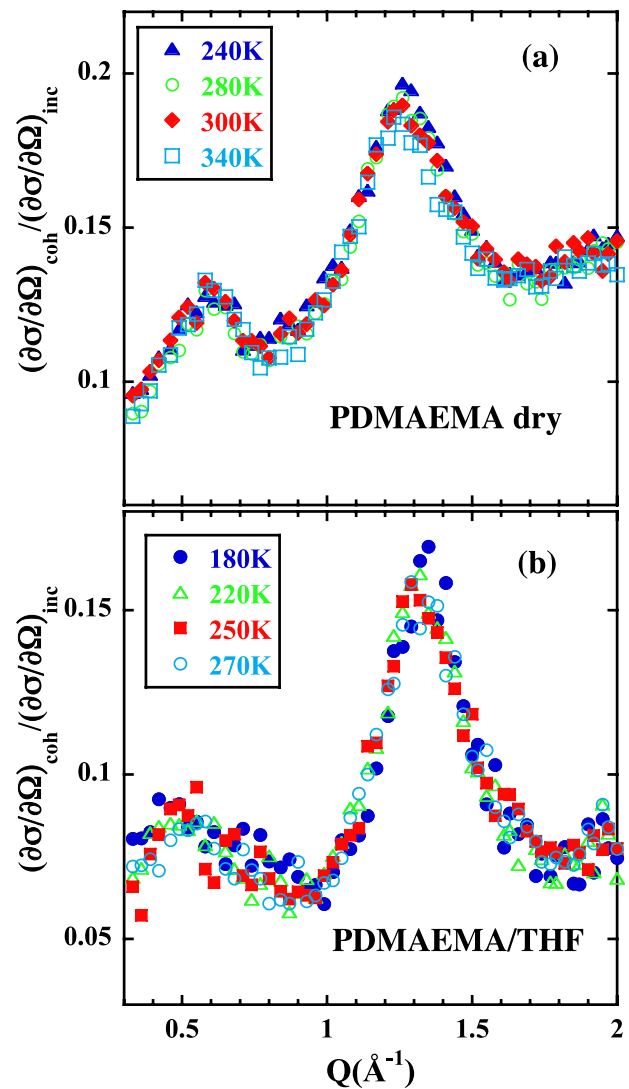 (a)
240K
280K
300K
340K
0.2
0.15
0.1
(∂σ/∂Ω)coh/(∂σ/∂Ω)inc
PDMAEMA dry
(b)
180K
220K
250K
270K
0.15
0.1
0.05
(∂σ/∂Ω)coh/(∂σ/∂Ω)inc
PDMAEMA/THF
0.5 1 1.5 2
Q(Å⁻¹)